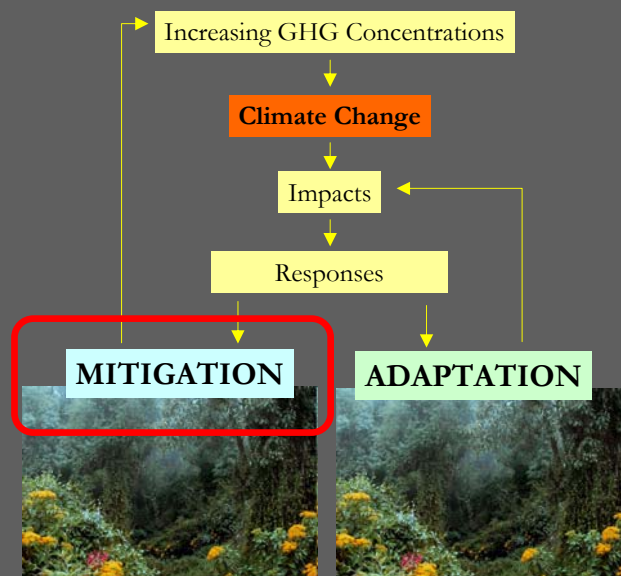 Increasing GHG Concentrations
Climate Change
Impacts
Responses
MITIGATION
ADAPTATION